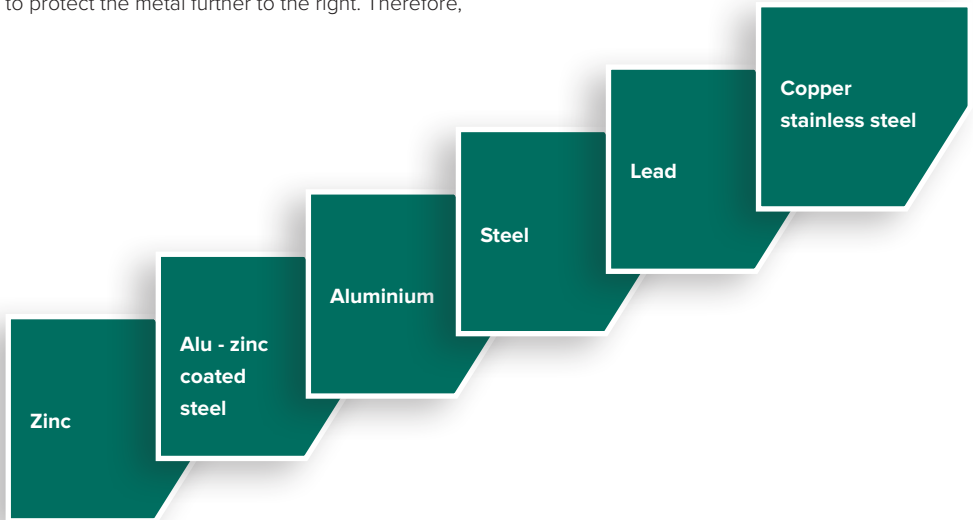 to protect the metal further to the right. Therefore,
Copper
stainless steel
Lead
Steel
Aluminium
Alu - zinc
coated
steel
Zinc